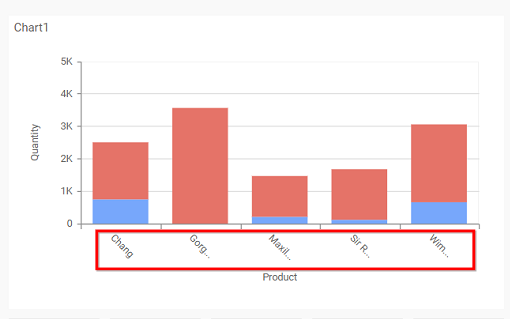 Chart1
5K
4K
3K
2K
1K
0
Quantity
Chang
Gorg...
Maxil...
Sir R...
Wim...
Product